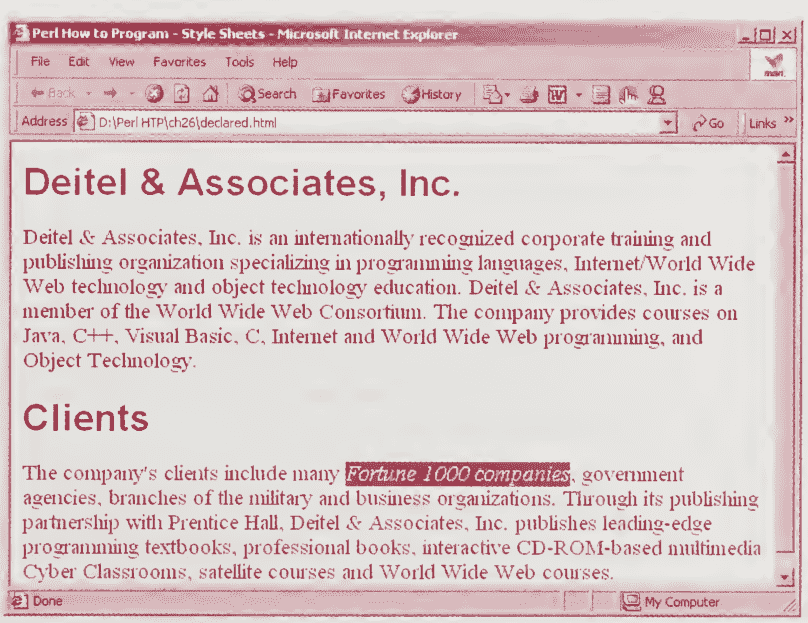 Perl How to Program - Style Sheets - Microsoft Internet Explorer
File Edit View Favorites Tools Help
Back Search Favorites History
Address D:\Perl HTP\ch26\declared.html Go Links »
Deitel & Associates, Inc.
Deitel & Associates, Inc. is an internationally recognized corporate training and
publishing organization specializing in programming languages, Internet/World Wide
Web technology and object technology education. Deitel & Associates, Inc. is a
member of the World Wide Web Consortium. The company provides courses on
Java, C++, Visual Basic, C, Internet and World Wide Web programming, and
Object Technology.
Clients
The company's clients include many Fortune 1000 companies, government
agencies, branches of the military and business organizations. Through its publishing
partnership with Prentice Hall, Deitel & Associates, Inc. publishes leading-edge
programming textbooks, professional books, interactive CD-ROM-based multimedia
Cyber Classrooms, satellite courses and World Wide Web courses.
Done My Computer